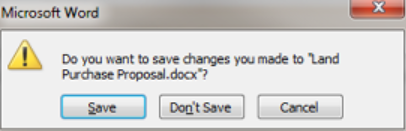 Microsoft Word
Do you want to save changes you made to "Land
Purchase Proposal.docx"?
Save Don't Save Cancel